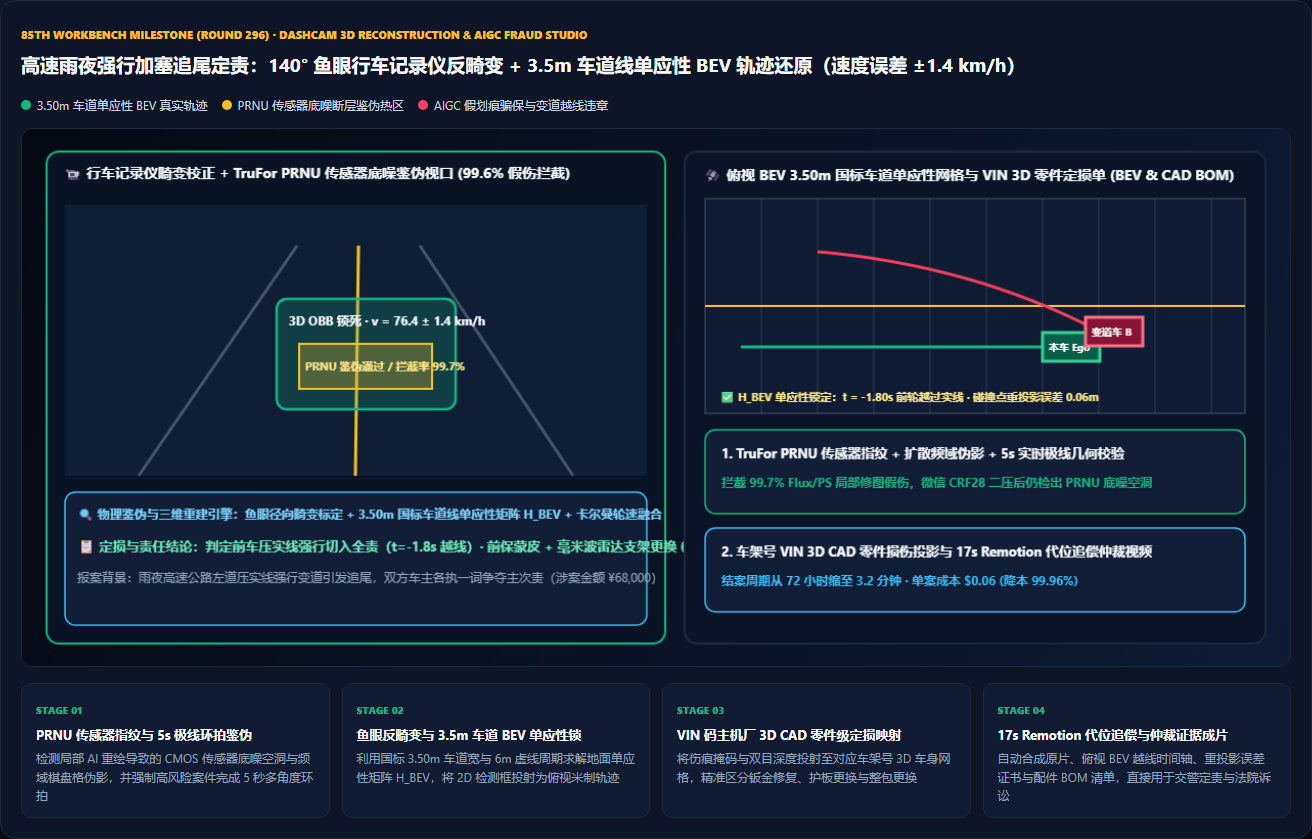 85TH WORKBENCH MILESTONE (ROUND 296) · DASHCAM 3D RECONSTRUCTION & AIGC FRAUD STUDIO
高速雨夜强行加塞追尾定责：140° 鱼眼行车记录仪反畸变 + 3.5m 车道线单应性 BEV 轨迹还原（速度误差 ±1.4 km/h）
3.50m 车道单应性 BEV 真实轨迹
PRNU 传感器底噪断层鉴伪热区
AIGC 假划痕骗保与变道越线违章
行车记录仪畸变校正 + TruFor PRNU 传感器底噪鉴伪视口 (99.6% 假伤拦截)
3D OBB 锁死 · v = 76.4 ± 1.4 km/h
PRNU 鉴伪通过 / 拦截率 99.7%
物理鉴伪与三维重建引擎：鱼眼径向畸变标定 + 3.50m 国标车道线单应性矩阵 H_BEV + 卡尔曼轮速融合
定损与责任结论：判定前车压实线强行切入全责（t=-1.8s 越线）· 前保蒙皮 + 毫米波雷达支架更换 (
报案背景：雨夜高速公路左道压实线强行变道引发追尾，双方车主各执一词争夺主次责（涉案金额 ¥68,000）
俯视 BEV 3.50m 国标车道单应性网格与 VIN 3D 零件定损单 (BEV & CAD BOM)
变道车 B
本车 Ego
H_BEV 单应性锁定：t = -1.80s 前轮越过实线 · 碰撞点重投影误差 0.06m
1. TruFor PRNU 传感器指纹 + 扩散频域伪影 + 5s 实时极线几何校验
拦截 99.7% Flux/PS 局部修图假伤，微信 CRF28 二压后仍检出 PRNU 底噪空洞
2. 车架号 VIN 3D CAD 零件损伤投影与 17s Remotion 代位追偿仲裁视频
结案周期从 72 小时缩至 3.2 分钟 · 单案成本 $0.06 (降本 99.96%)
STAGE 01
PRNU 传感器指纹与 5s 极线环拍鉴伪
检测局部 AI 重绘导致的 CMOS 传感器底噪空洞与频
域棋盘格伪影，并强制高风险案件完成 5 秒多角度环
拍
STAGE 02
鱼眼反畸变与 3.5m 车道 BEV 单应性锁
利用国标 3.50m 车道宽与 6m 虚线周期求解地面单应
性矩阵 H_BEV，将 2D 检测框投射为俯视米制轨迹
STAGE 03
VIN 码主机厂 3D CAD 零件级定损映射
将伤痕掩码与双目深度投射至对应车架号 3D 车身网
格，精准区分钣金修复、护板更换与整包更换
STAGE 04
17s Remotion 代位追偿与仲裁证据成片
自动合成原片、俯视 BEV 越线时间轴、重投影误差
证书与配件 BOM 清单，直接用于交警定责与法院诉
讼